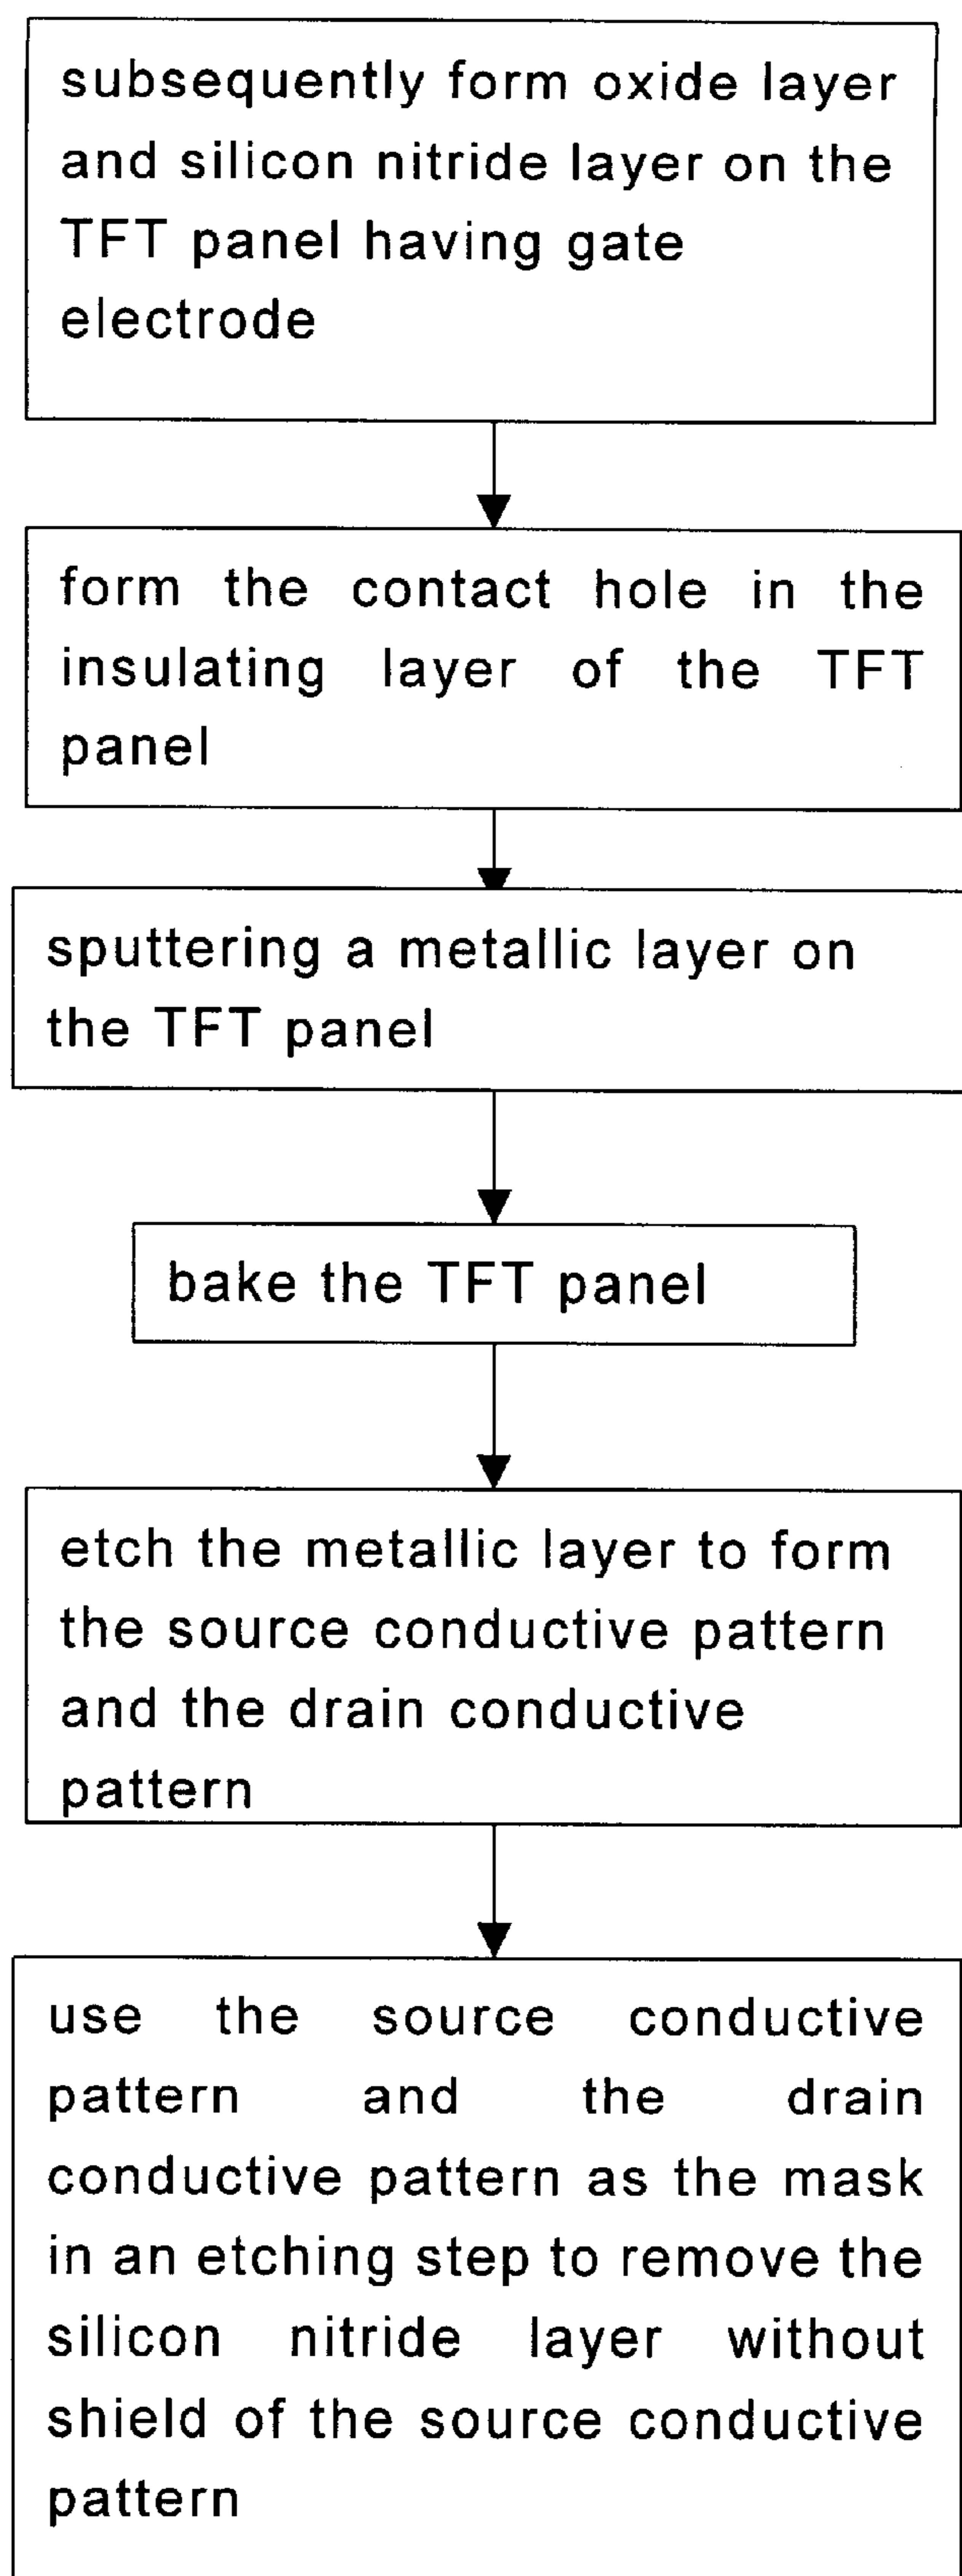 subsequently form oxide layer
and silicon nitride layer on the
TFT panel having gate
electrode
form the contact hole in the
insulating layer of the TFT
panel
sputtering a metallic layer on
the TFT panel
bake the TFT panel
etch the metallic layer to form
the source conductive pattern
and the drain conductive
pattern
use the source conductive
pattern and the drain
conductive pattern as the mask
in an etching step to remove the
silicon nitride layer without
shield of the source conductive
pattern